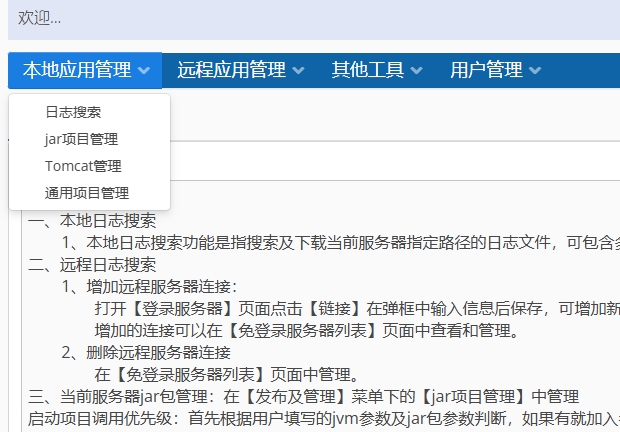 欢迎...
本地应用管理 远程应用管理 其他工具 用户管理
日志搜索
jar项目管理
Tomcat管理
通用项目管理
一、本地日志搜索
1、本地日志搜索功能是指搜索及下载当前服务器指定路径的日志文件，可包含
二、远程日志搜索
1、增加远程服务器连接：
打开【登录服务器】页面点击【链接】在弹框中输入信息后保存，可增加新
增加的连接可以在【免登录服务器列表】页面中查看和管理。
2、删除远程服务器连接
在【免登录服务器列表】页面中管理。
三、当前服务器jar包管理：在【发布及管理】菜单下的【jar项目管理】中管理
启动项目调用优先级：首先根据用户填写的jvm参数及jar包参数判断，如果有就加入